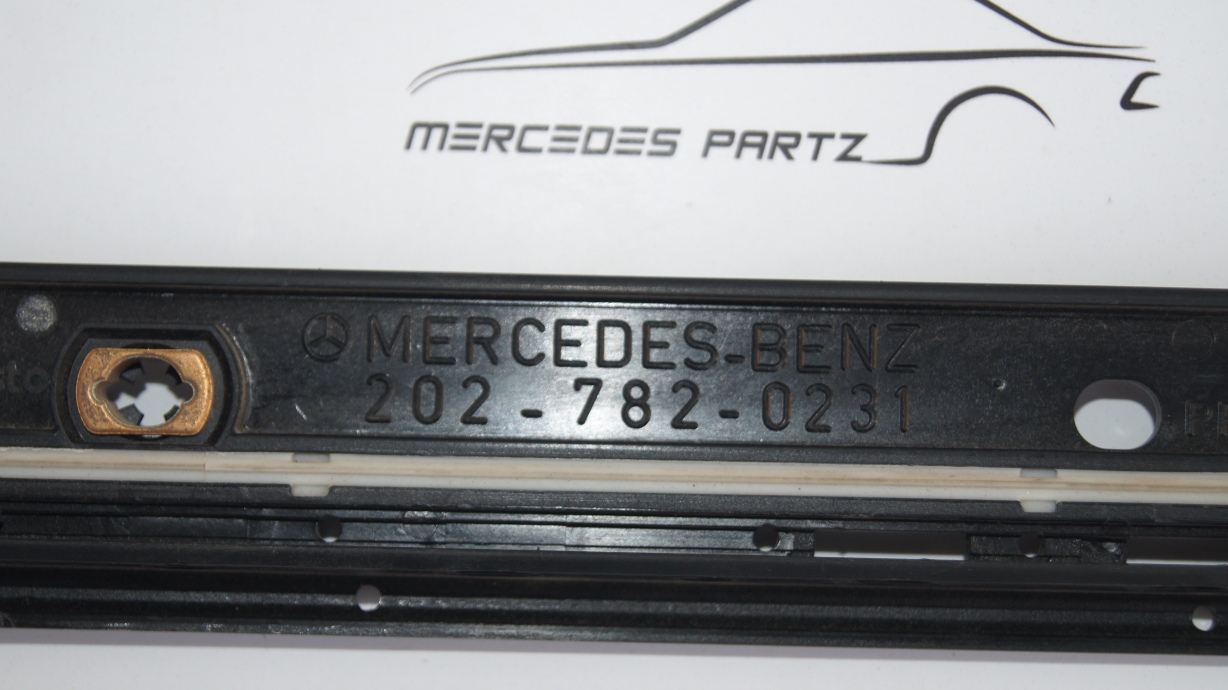 MERCEDES PARTZ
MERCEDES-BENZ
202-782-0231